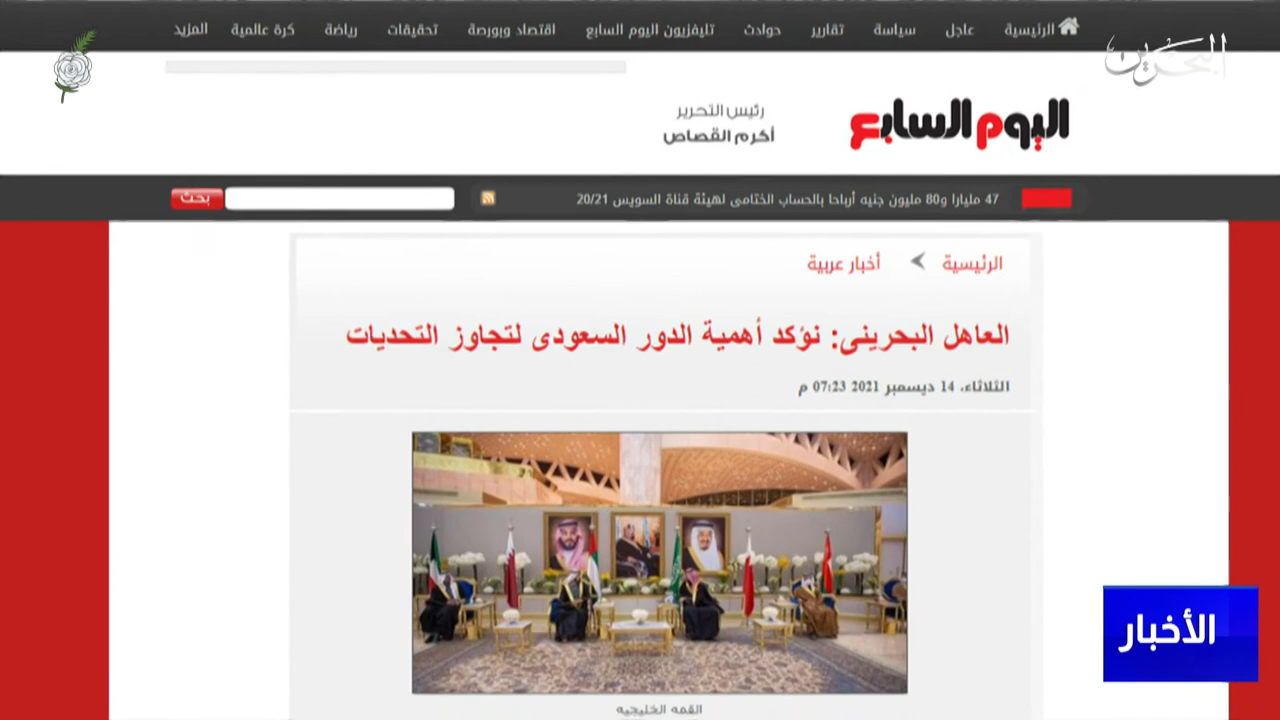 الرئيسية عاجل سياسة تقارير حوادث تليفزيون اليوم السابع اقتصاد وبورصة تحقيقات رياضة كرة عالمية المزيد
البحرين
اليوم السابع
رئيس التحرير
أكرم القصاص
47 مليارا و80 مليون جنيه أرباحا بالحساب الختامى لهيئة قناة السويس 20/21
بحث
الرئيسية أخبار عربية
العاهل البحرينى: نؤكد أهمية الدور السعودى لتجاوز التحديات
الثلاثاء، 14 ديسمبر 2021 07:23 م
القمه الخليجيه
الأخبار